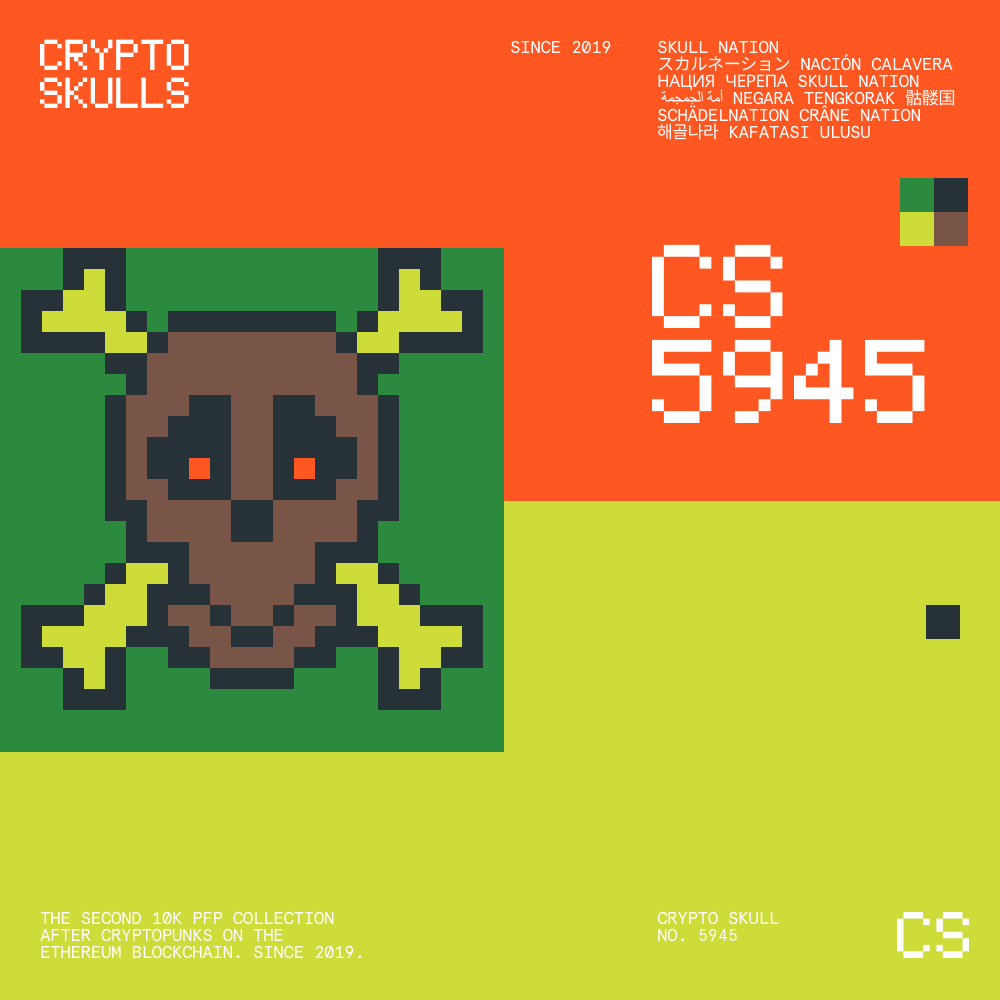 CRYPTO
SKULLS
SINCE 2019
SKULL NATION
スカルネーション NACIÓN CALAVERA
НАЦИЯ ЧЕРЕПА SKULL NATION
أمة الجمجمة NEGARA TENGKORAK 骷髅国
SCHÄDELNATION CRÂNE NATION
해골나라 KAFATASI ULUSU
CS
5945
THE SECOND 10K PFP COLLECTION
AFTER CRYPTOPUNKS ON THE
ETHEREUM BLOCKCHAIN. SINCE 2019.
CRYPTO SKULL
NO. 5945
CS